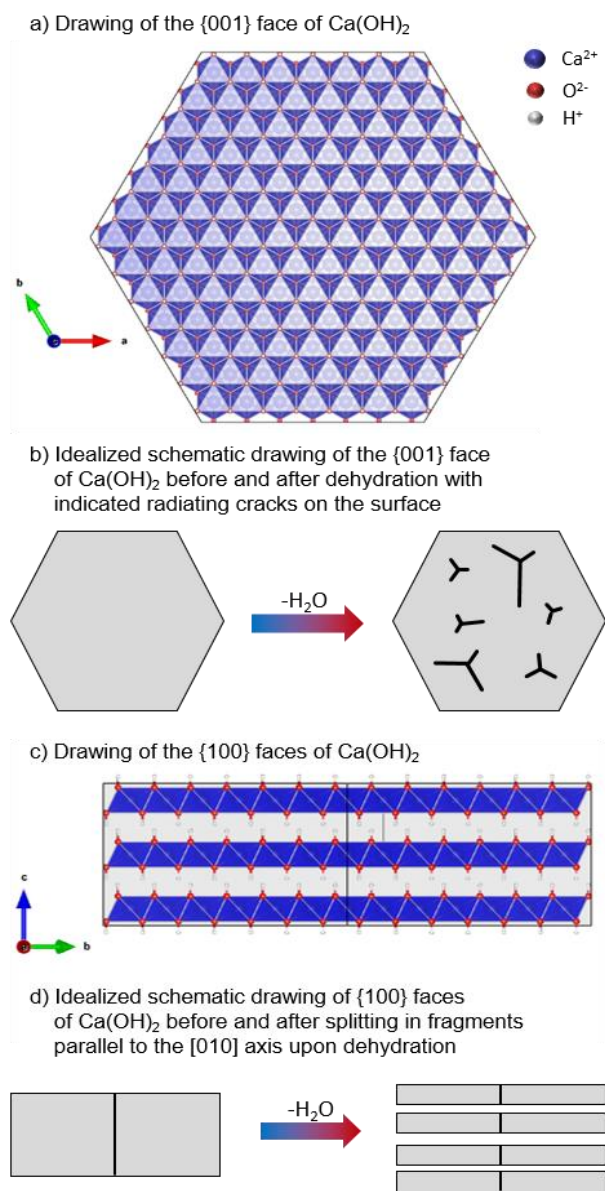 a) Drawing of the {001} face of Ca(OH)₂
Ca²⁺
O²⁻
H⁺
b
a
b) Idealized schematic drawing of the {001} face
of Ca(OH)₂ before and after dehydration with
indicated radiating cracks on the surface
-H₂O
c) Drawing of the {100} faces of Ca(OH)₂
c
b
d) Idealized schematic drawing of {100} faces
of Ca(OH)₂ before and after splitting in fragments
parallel to the [010] axis upon dehydration
-H₂O